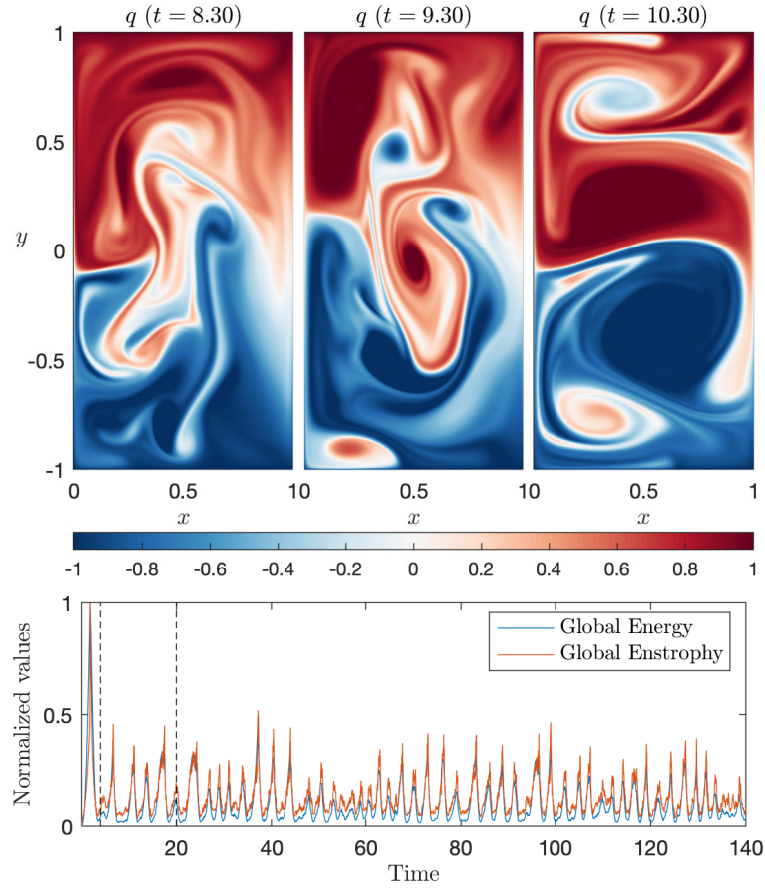 q (t = 8.30) q (t = 9.30) q (t = 10.30)
1
0.5
y 0
-0.5
-1
0 0.5 10 0.5 10 0.5 1
x x x
-1 -0.8 -0.6 -0.4 -0.2 0 0.2 0.4 0.6 0.8 1
1
Global Energy
Global Enstrophy
Normalized values
0.5
0
20 40 60 80 100 120 140
Time